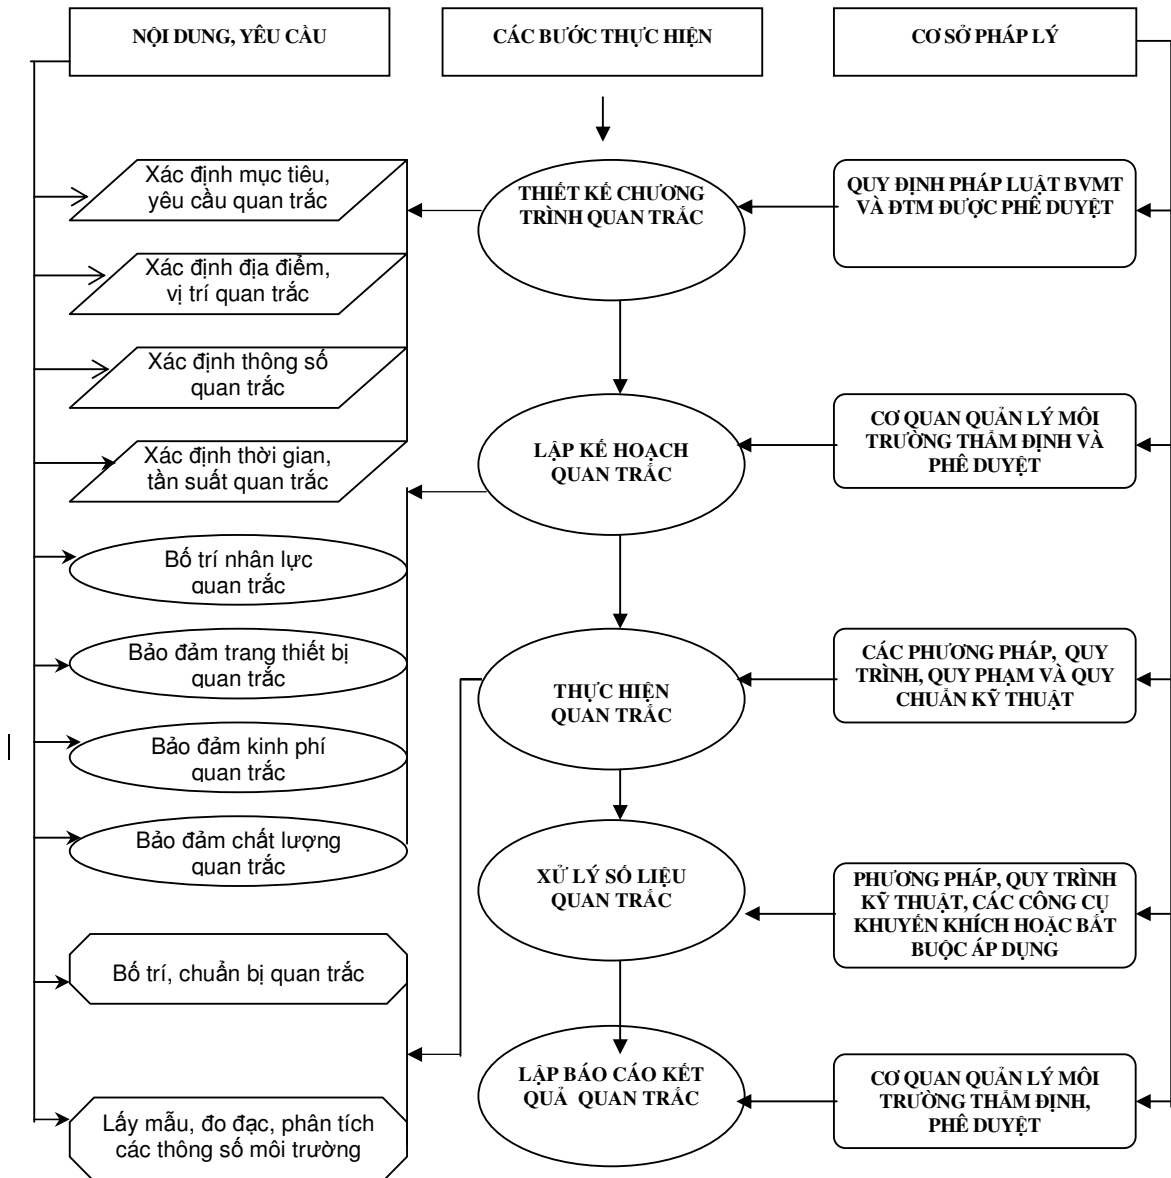 NỘI DUNG, YÊU CẦU
CÁC BƯỚC THỰC HIỆN
CƠ SỞ PHÁP LÝ
Xác định mục tiêu,
yêu cầu quan trắc
THIẾT KẾ CHƯƠNG
TRÌNH QUAN TRẮC
QUY ĐỊNH PHÁP LUẬT BVMT
VÀ ĐTM ĐƯỢC PHÊ DUYỆT
Xác định địa điểm,
vị trí quan trắc
Xác định thông số
quan trắc
Xác định thời gian,
tần suất quan trắc
LẬP KẾ HOẠCH
QUAN TRẮC
CƠ QUAN QUẢN LÝ MÔI
TRƯỜNG THẨM ĐỊNH VÀ
PHÊ DUYỆT
Bố trí nhân lực
quan trắc
Bảo đảm trang thiết bị
quan trắc
Bảo đảm kinh phí
quan trắc
Bảo đảm chất lượng
quan trắc
THỰC HIỆN
QUAN TRẮC
CÁC PHƯƠNG PHÁP, QUY
TRÌNH, QUY PHẠM VÀ QUY
CHUẨN KỸ THUẬT
XỬ LÝ SỐ LIỆU
QUAN TRẮC
PHƯƠNG PHÁP, QUY TRÌNH
KỸ THUẬT, CÁC CÔNG CỤ
KHUYẾN KHÍCH HOẶC BẮT
BUỘC ÁP DỤNG
Bố trí, chuẩn bị quan trắc
Lấy mẫu, đo đạc, phân tích
các thông số môi trường
LẬP BÁO CÁO KẾT
QUẢ QUAN TRẮC
CƠ QUAN QUẢN LÝ MÔI
TRƯỜNG THẨM ĐỊNH,
PHÊ DUYỆT